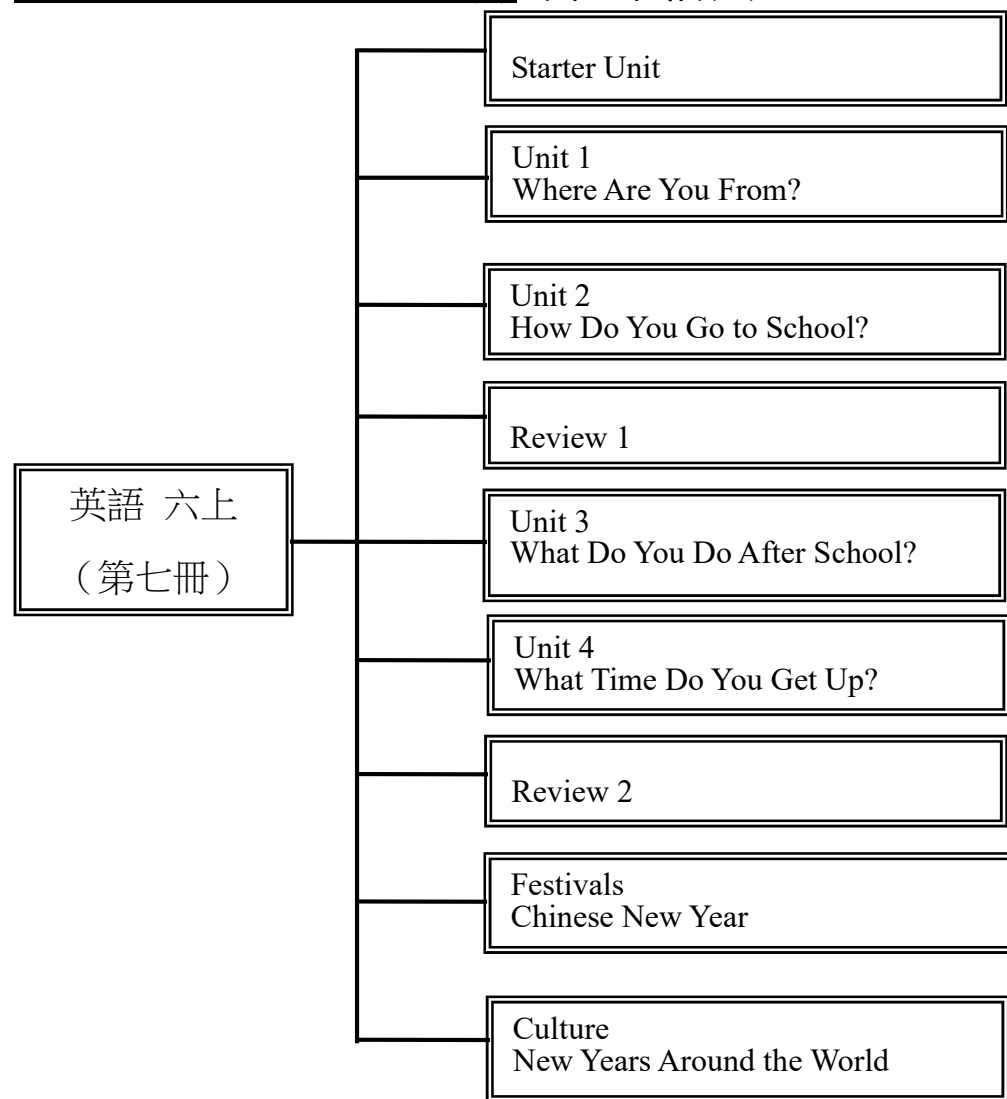 Starter Unit
Unit 1
Where Are You From?
Unit 2
How Do You Go to School?
Review 1
英語 六上
（第七冊）
Unit 3
What Do You Do After School?
Unit 4
What Time Do You Get Up?
Review 2
Festivals
Chinese New Year
Culture
New Years Around the World